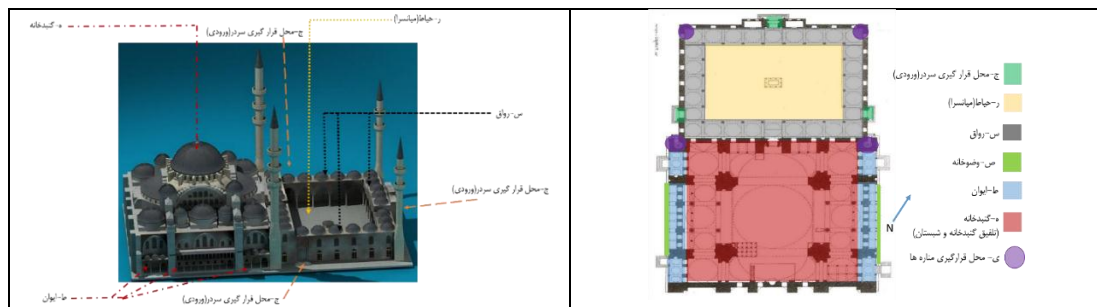 ر-حیاط(میانسرا)
ه-گنبدخانه
ج-محل قرار گیری سردر(ورودی)
س-رواق
ج-محل قرار گیری سردر(ورودی)
ط-ایوان
ج-محل قرار گیری سردر(ورودی)
ج-محل قرار گیری سردر(ورودی)
ر-حیاط(میانسرا)
س-رواق
ص-وضوخانه
ط-ایوان
ه-گنبدخانه
(تلفیق گنبدخانه و شبستان)
ی- محل قرارگیری مناره ها
N